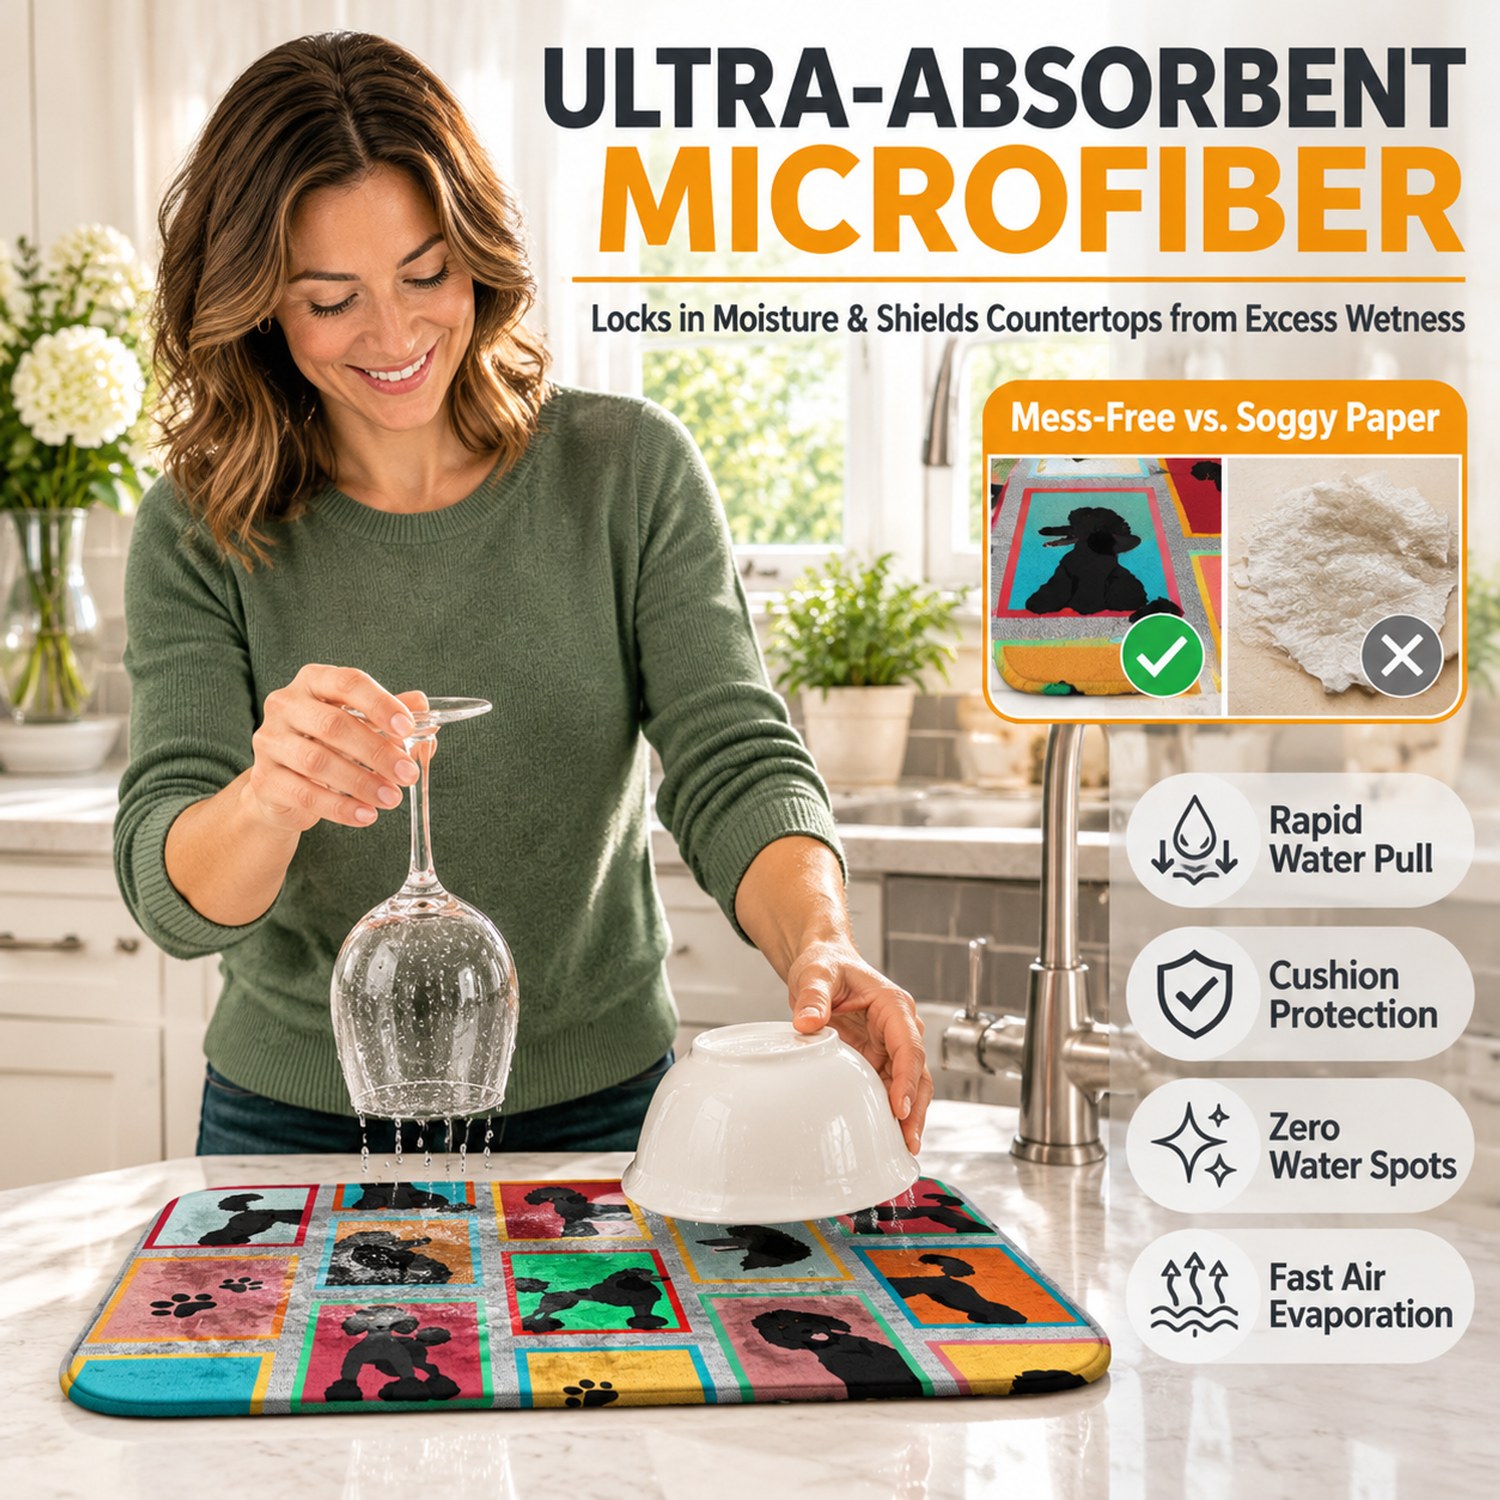 ULTRA-ABSORBENT
MICROFIBER
Locks in Moisture & Shields Countertops from Excess Wetness
Mess-Free vs. Soggy Paper
Rapid
Water Pull
Cushion
Protection
Zero
Water Spots
Fast Air
Evaporation